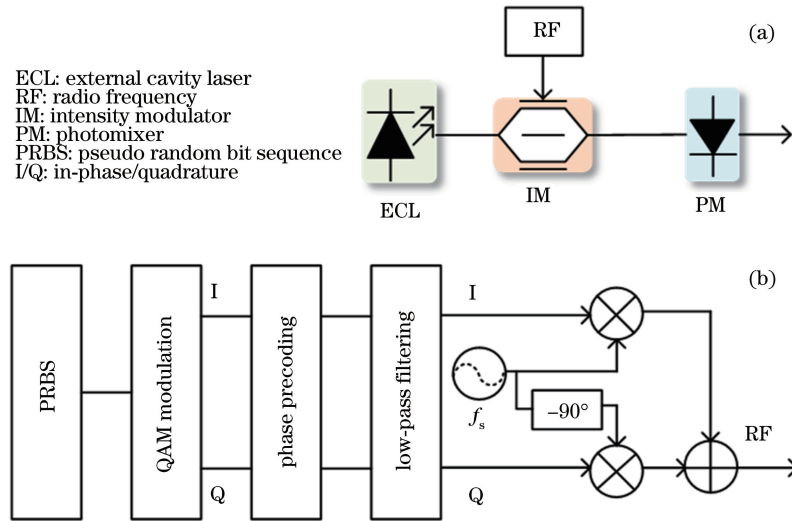 RF
(a)
ECL: external cavity laser
RF: radio frequency
IM: intensity modulator
PM: photomixer
PRBS: pseudo random bit sequence
I/Q: in-phase/quadrature
ECL
IM
PM
(b)
PRBS
QAM modulation
I
Q
phase precoding
low-pass filtering
I
fs
−90°
Q
RF